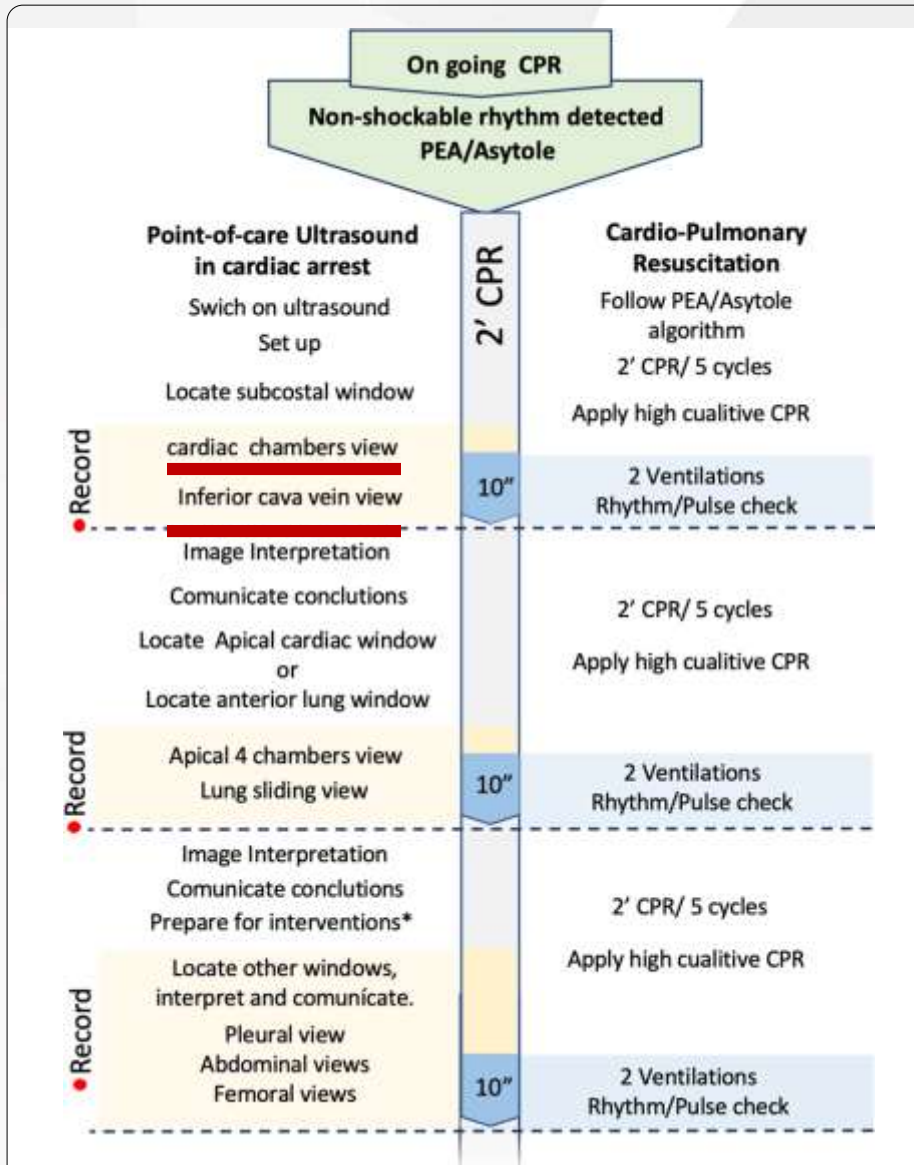 On going CPR
Non-shockable rhythm detected
PEA/Asytole
Point-of-care Ultrasound
in cardiac arrest
Swich on ultrasound
Set up
Locate subcostal window
Record
cardiac chambers view
Inferior cava vein view
Image Interpretation
Comunicate conclutions
Locate Apical cardiac window
or
Locate anterior lung window
Record
Apical 4 chambers view
Lung sliding view
Image Interpretation
Comunicate conclutions
Prepare for interventions*
Record
Locate other windows,
interpret and comunícate.
Pleural view
Abdominal views
Femoral views
2' CPR
10"
10"
10"
Cardio-Pulmonary
Resuscitation
Follow PEA/Asytole
algorithm
2' CPR/ 5 cycles
Apply high cualitive CPR
2 Ventilations
Rhythm/Pulse check
2' CPR/ 5 cycles
Apply high cualitive CPR
2 Ventilations
Rhythm/Pulse check
2' CPR/ 5 cycles
Apply high cualitive CPR
2 Ventilations
Rhythm/Pulse check